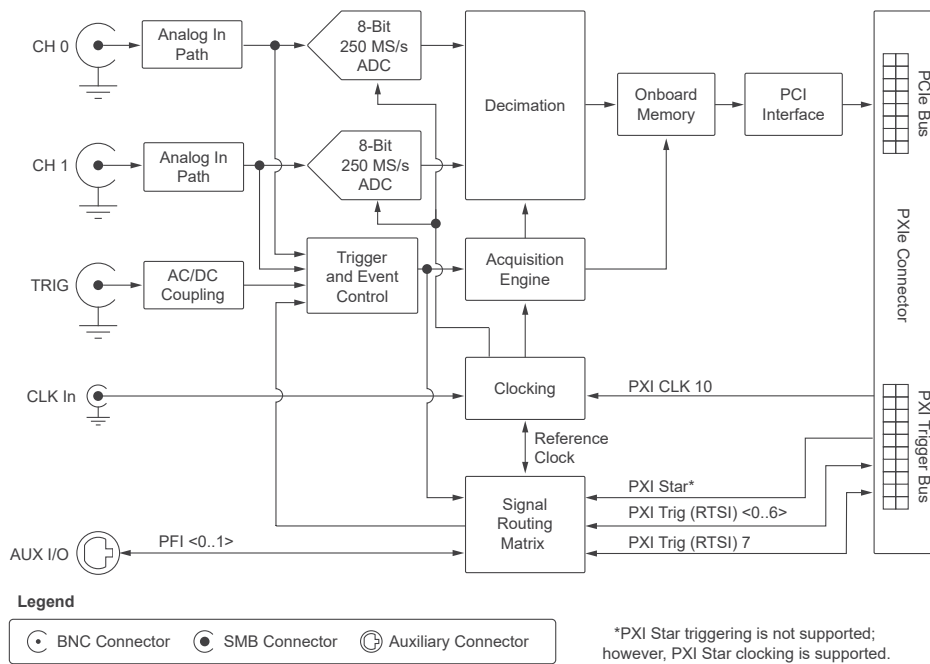 CH 0
Analog In
Path
8-Bit
250 MS/s
ADC
Decimation
Onboard
Memory
PCI
Interface
PCIe Bus
CH 1
Analog In
Path
8-Bit
250 MS/s
ADC
PXIe Connector
TRIG
AC/DC
Coupling
Trigger
and Event
Control
Acquisition
Engine
CLK In
Clocking
PXI CLK 10
PXI Trigger Bus
Reference
Clock
Signal
Routing
Matrix
PXI Star*
PXI Trig (RTSI) <0..6>
PXI Trig (RTSI) 7
AUX I/O
PFI <0..1>
Legend
BNC Connector
SMB Connector
Auxiliary Connector
*PXI Star triggering is not supported;
however, PXI Star clocking is supported.